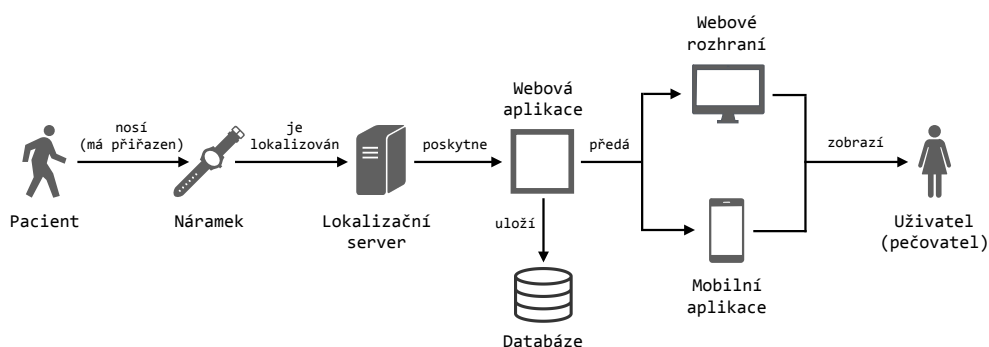 Webové
rozhraní
Webová
aplikace
nosí
(má přiřazen)
je
lokalizován
poskytne
předá
zobrazí
Pacient
Náramek
Lokalizační
server
uloží
Uživatel
(pečovatel)
Mobilní
aplikace
Databáze